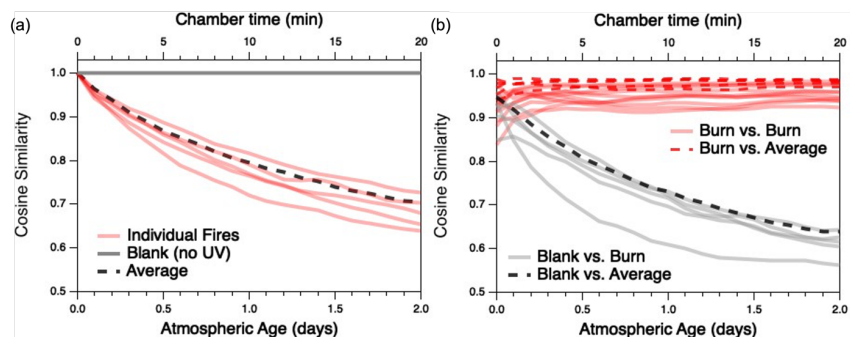 (a)
Chamber time (min)
0 5 10 15 20
1.0
0.9
0.8
0.7
0.6
0.5
Cosine Similarity
Individual Fires
Blank (no UV)
Average
0.0 0.5 1.0 1.5 2.0
Atmospheric Age (days)
(b)
Chamber time (min)
0 5 10 15 20
1.0
0.9
0.8
0.7
0.6
0.5
Cosine Similarity
Burn vs. Burn
Burn vs. Average
Blank vs. Burn
Blank vs. Average
0.0 0.5 1.0 1.5 2.0
Atmospheric Age (days)